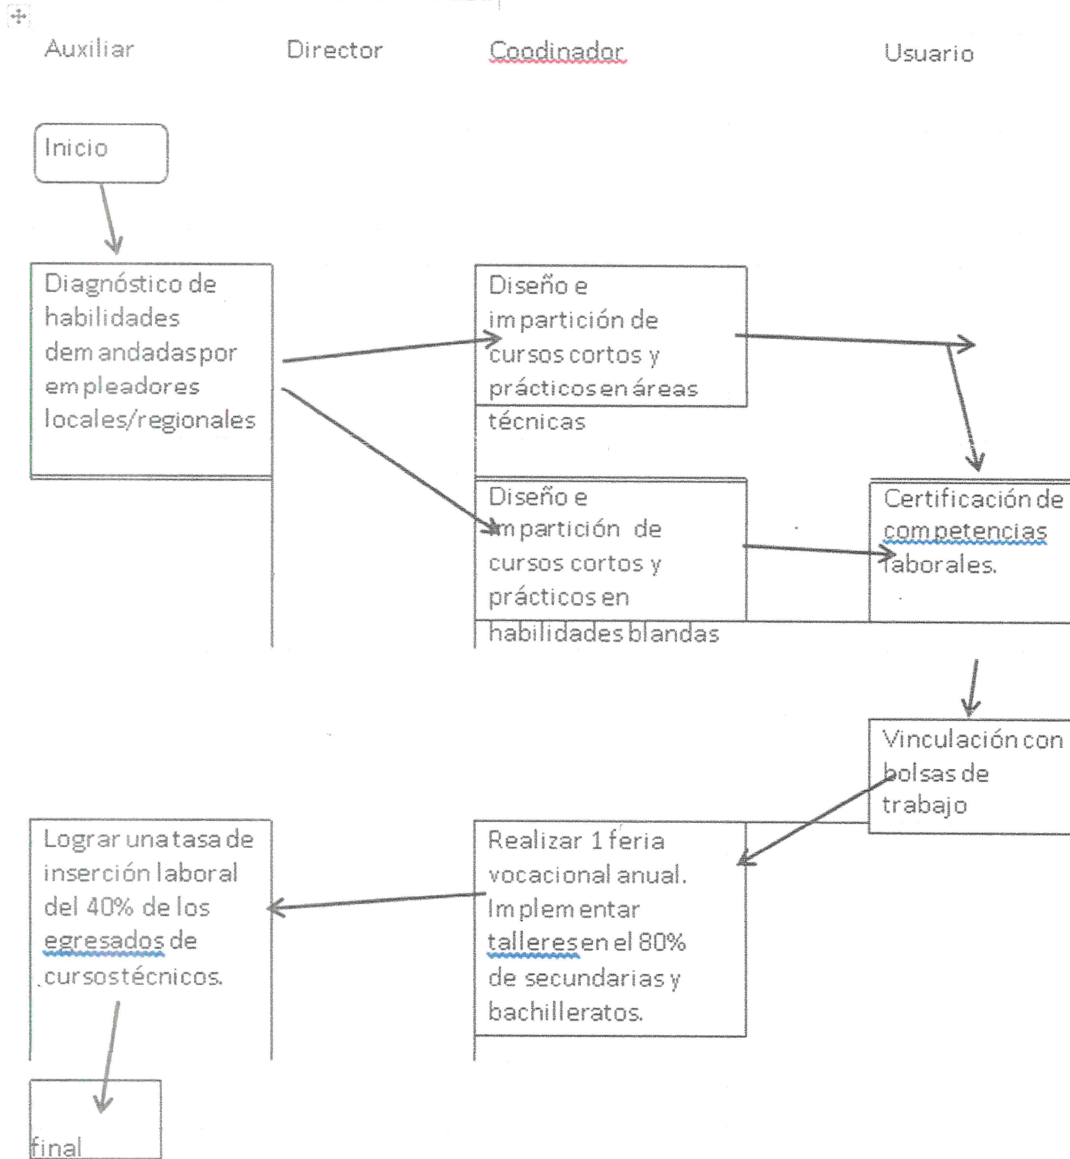 Auxiliar
Director
Coodinador
Usuario
Inicio
Diagnóstico de
habilidades
demandadas por
empleadores
locales/regionales
Diseño e
impartición de
cursos cortos y
prácticos en áreas
técnicas
Diseño e
impartición de
cursos cortos y
prácticos en
habilidades blandas
Certificación de
competencias
laborales.
Vinculación con
bolsas de
trabajo
Realizar 1 feria
vocacional anual.
Implementar
talleres en el 80%
de secundarias y
bachilleratos.
Lograr una tasa de
inserción laboral
del 40% de los
egresados de
cursos técnicos.
final